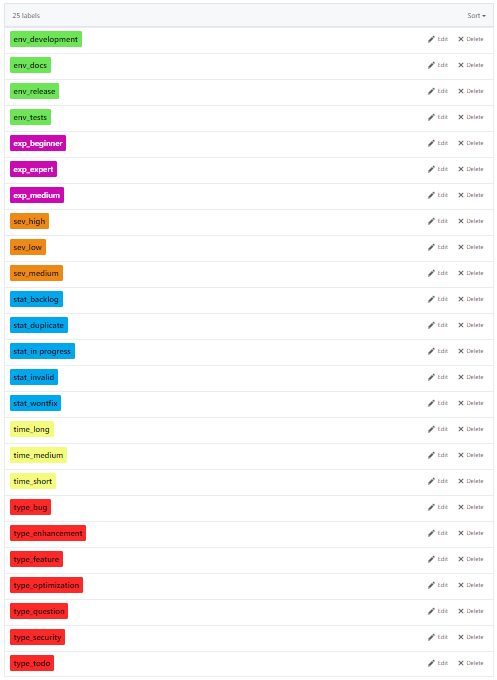 25 labels Sort
env_development Edit Delete
env_docs Edit Delete
env_release Edit Delete
env_tests Edit Delete
exp_beginner Edit Delete
exp_expert Edit Delete
exp_medium Edit Delete
sev_high Edit Delete
sev_low Edit Delete
sev_medium Edit Delete
stat_backlog Edit Delete
stat_duplicate Edit Delete
stat_in progress Edit Delete
stat_invalid Edit Delete
stat_wontfix Edit Delete
time_long Edit Delete
time_medium Edit Delete
time_short Edit Delete
type_bug Edit Delete
type_enhancement Edit Delete
type_feature Edit Delete
type_optimization Edit Delete
type_question Edit Delete
type_security Edit Delete
type_todo Edit Delete